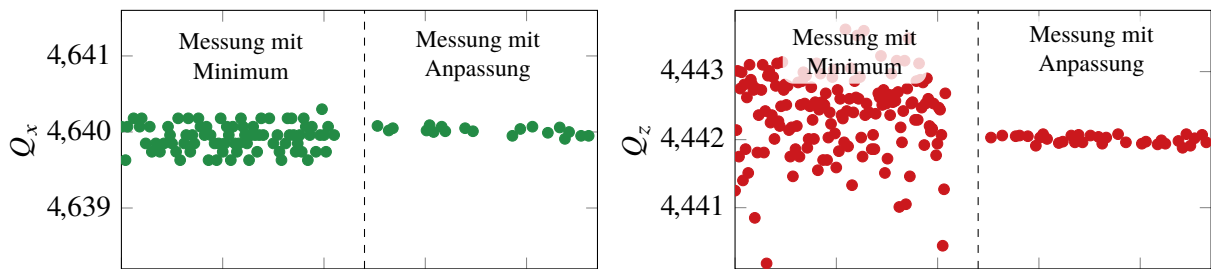 Messung mit
Minimum
Messung mit
Anpassung
4,641
4,640
4,639
Q_x
Messung mit
Minimum
Messung mit
Anpassung
4,443
4,442
4,441
Q_z